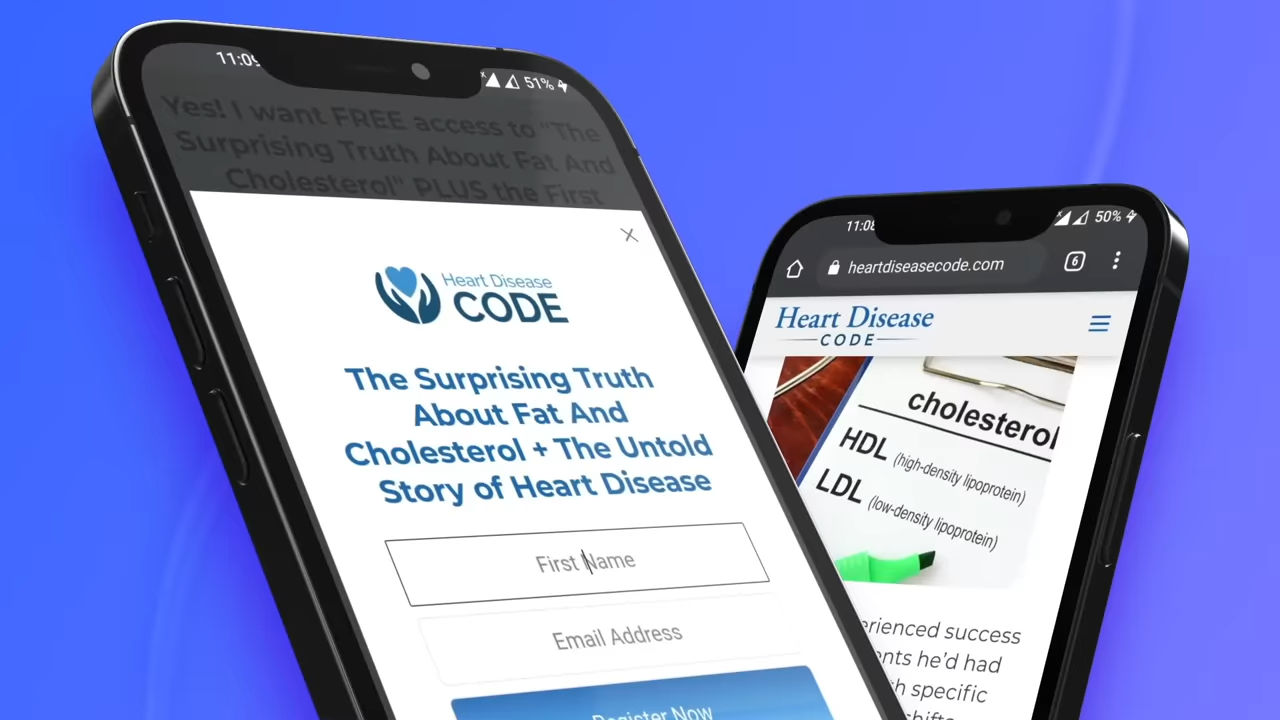 11:09
51%
Yes! I want FREE access to "The
Surprising Truth About Fat And
Cholesterol" PLUS the First
Heart Disease
CODE
The Surprising Truth
About Fat And
Cholesterol + The Untold
Story of Heart Disease
First Name
Email Address
Register Now
11:08
50%
heartdiseasecode.com
6
Heart Disease
CODE
cholesterol
HDL (high-density lipoprotein)
LDL (low-density lipoprotein)
erienced success
ents he'd had
h specific